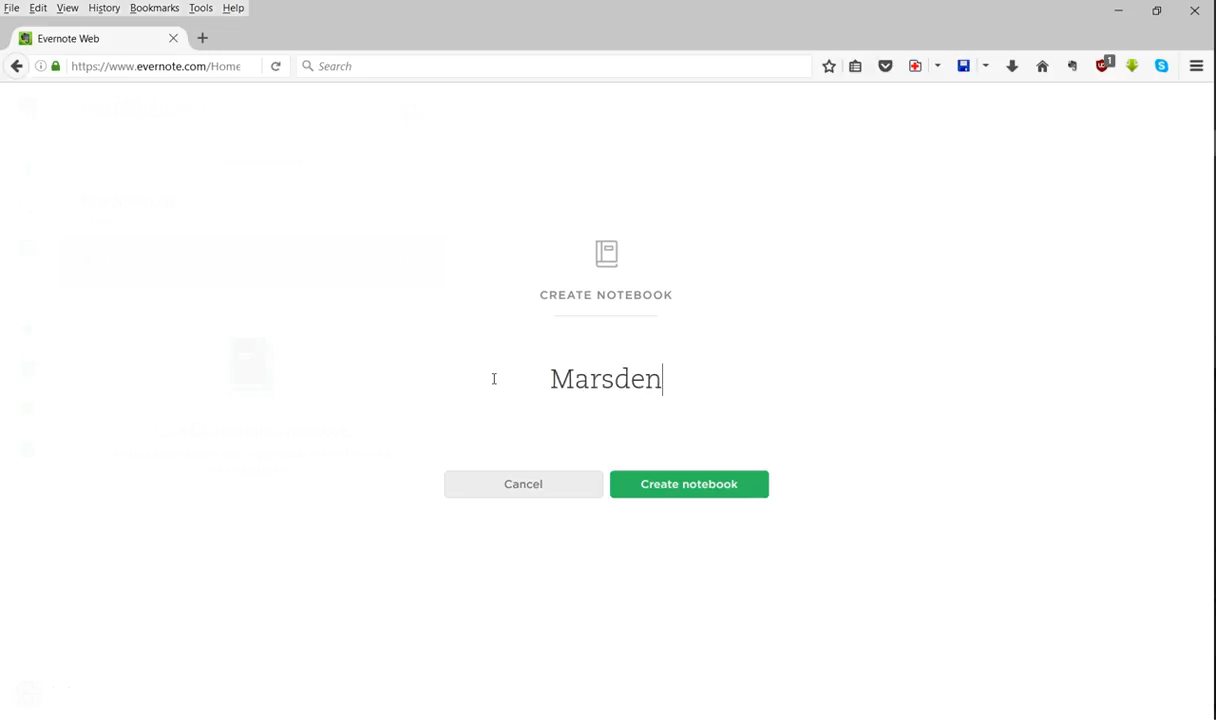 File Edit View History Bookmarks Tools Help
Evernote Web
https://www.evernote.com/Home
Search
1
CREATE NOTEBOOK
Marsden
Cancel Create notebook